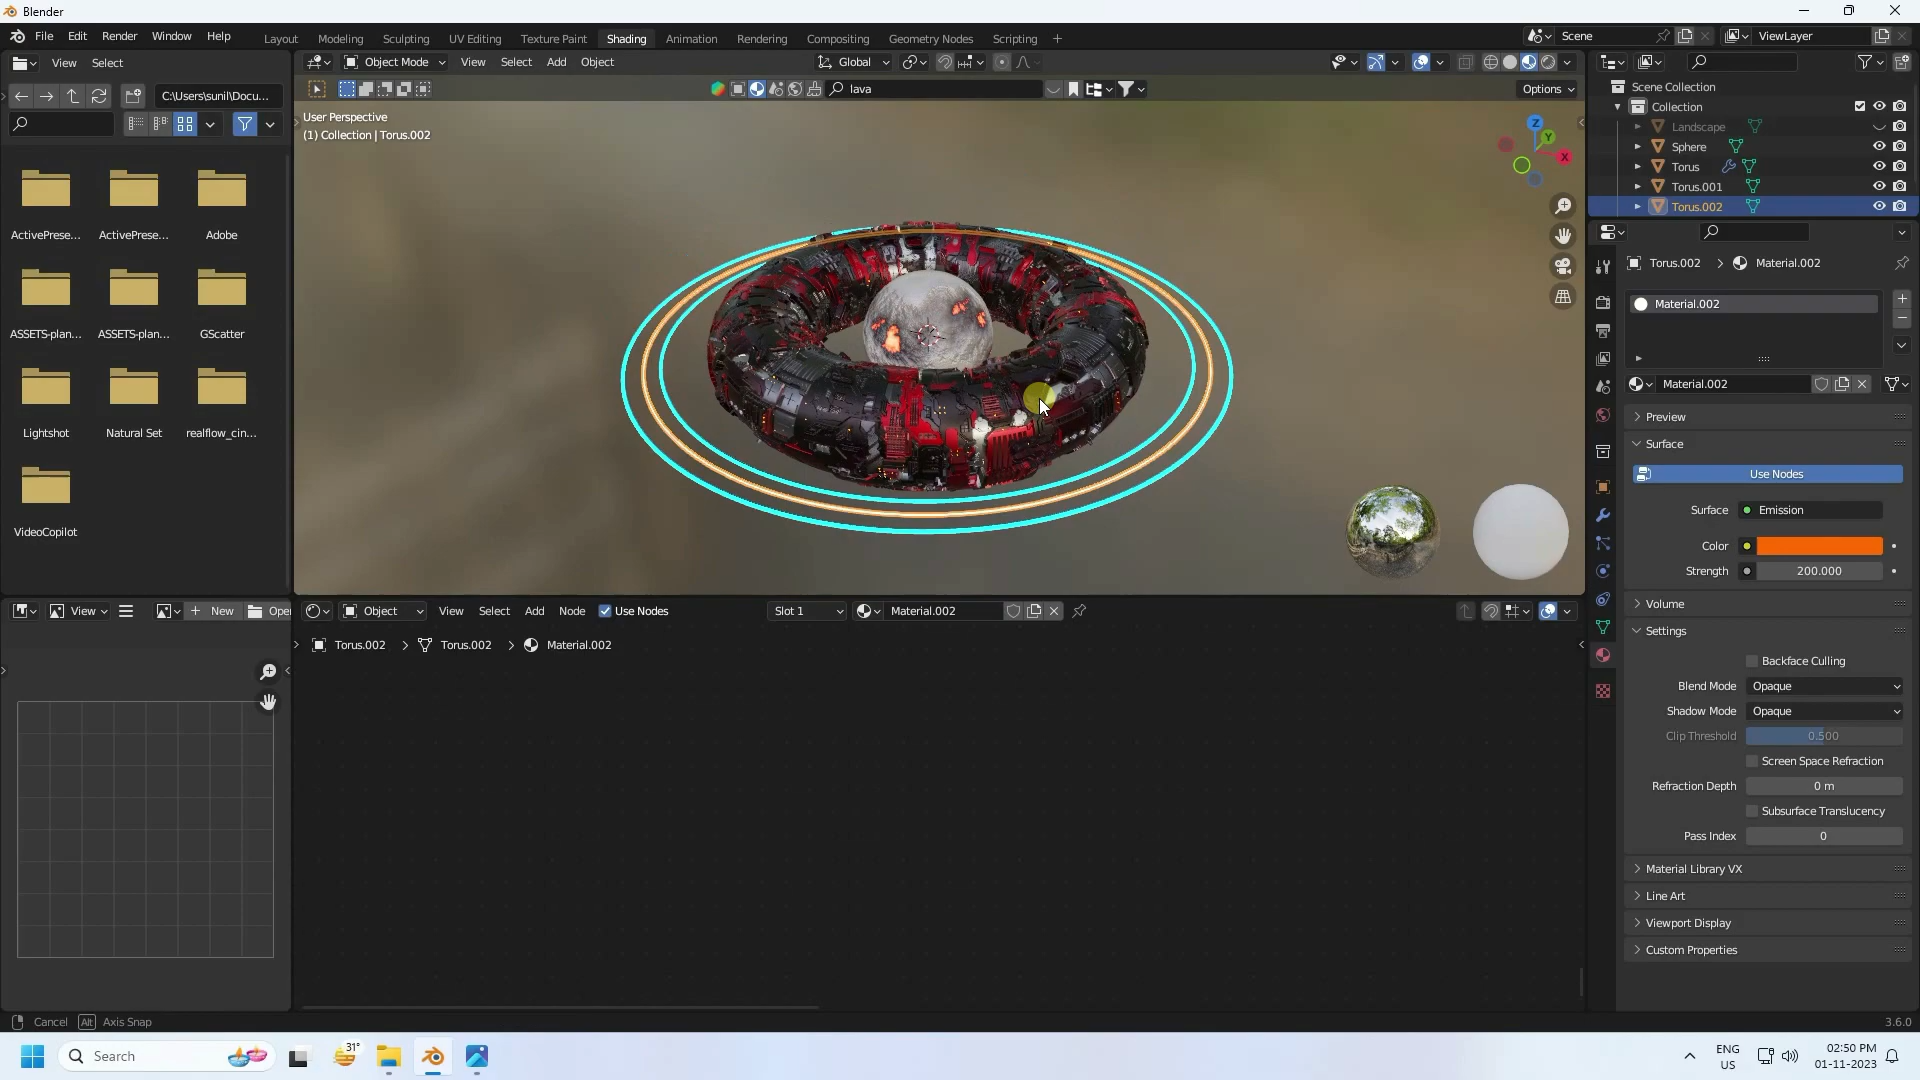 Blender
File Edit Render Window Help
Layout Modeling Sculpting UV Editing Texture Paint Shading Animation Rendering Compositing Geometry Nodes Scripting +
Scene
ViewLayer
View Select
Object Mode View Select Add Object
Global
C:\Users\sunil\Docu...
lava
Options
User Perspective
(1) Collection | Torus.002
Z
Y
X
Scene Collection
Collection
Landscape
Sphere
Torus
Torus.001
Torus.002
ActivePrese...
ActivePrese...
Adobe
ASSETS-plan...
ASSETS-plan...
GScatter
Lightshot
Natural Set
realflow_cin...
VideoCopilot
Torus.002 > Material.002
Material.002
Material.002
Preview
Surface
Use Nodes
Surface Emission
Color
Strength 200.000
Volume
Settings
Backface Culling
Blend Mode Opaque
Shadow Mode Opaque
Clip Threshold 0.500
Screen Space Refraction
Refraction Depth 0 m
Subsurface Translucency
Pass Index 0
Material Library VX
Line Art
Viewport Display
Custom Properties
View
+ New
Open
Object View Select Add Node Use Nodes
Slot 1
Material.002
Torus.002 > Torus.002 > Material.002
Cancel Alt Axis Snap
3.6.0
Search
31°
ENG
US
02:50 PM
01-11-2023